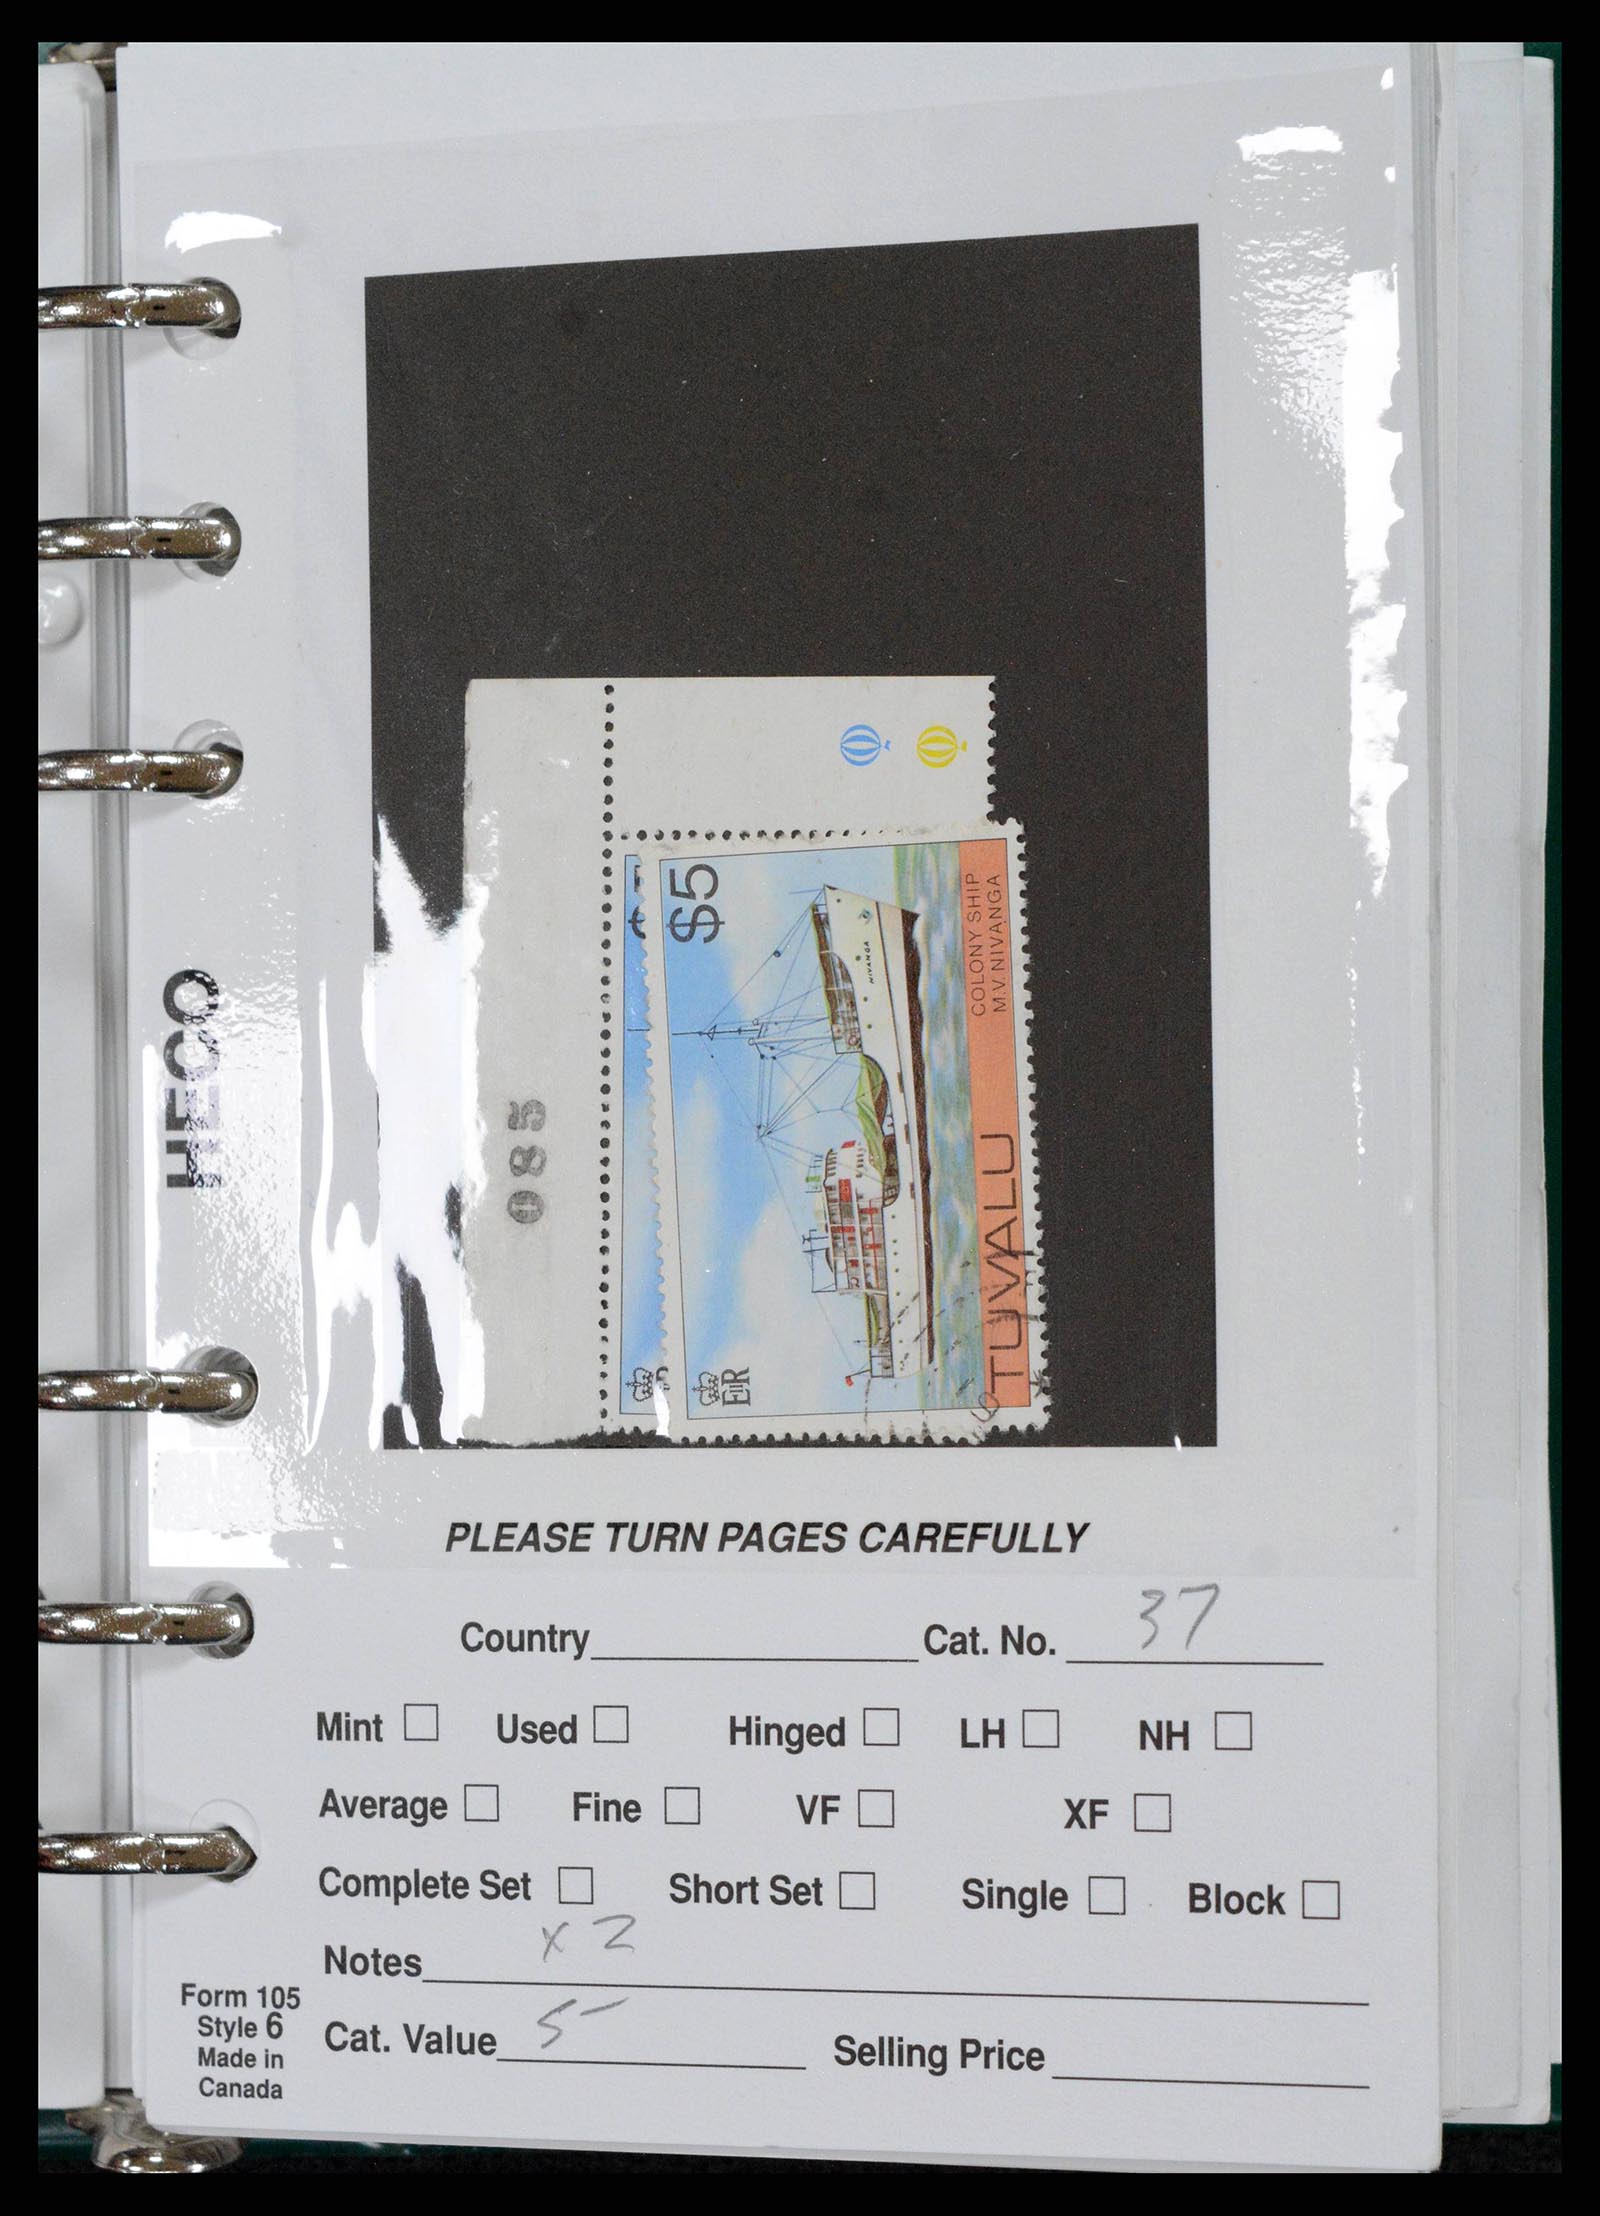 HECO
085
$5
NIVANGA
COLONY SHIP
M.V. NIVANGA
TUVALU
EIIR
PLEASE TURN PAGES CAREFULLY
Country Cat. No. 37
Mint Used Hinged LH NH
Average Fine VF XF
Complete Set Short Set Single Block
x 2
Notes
Form 105
Style 6
Made in
Canada
Cat. Value 5- Selling Price